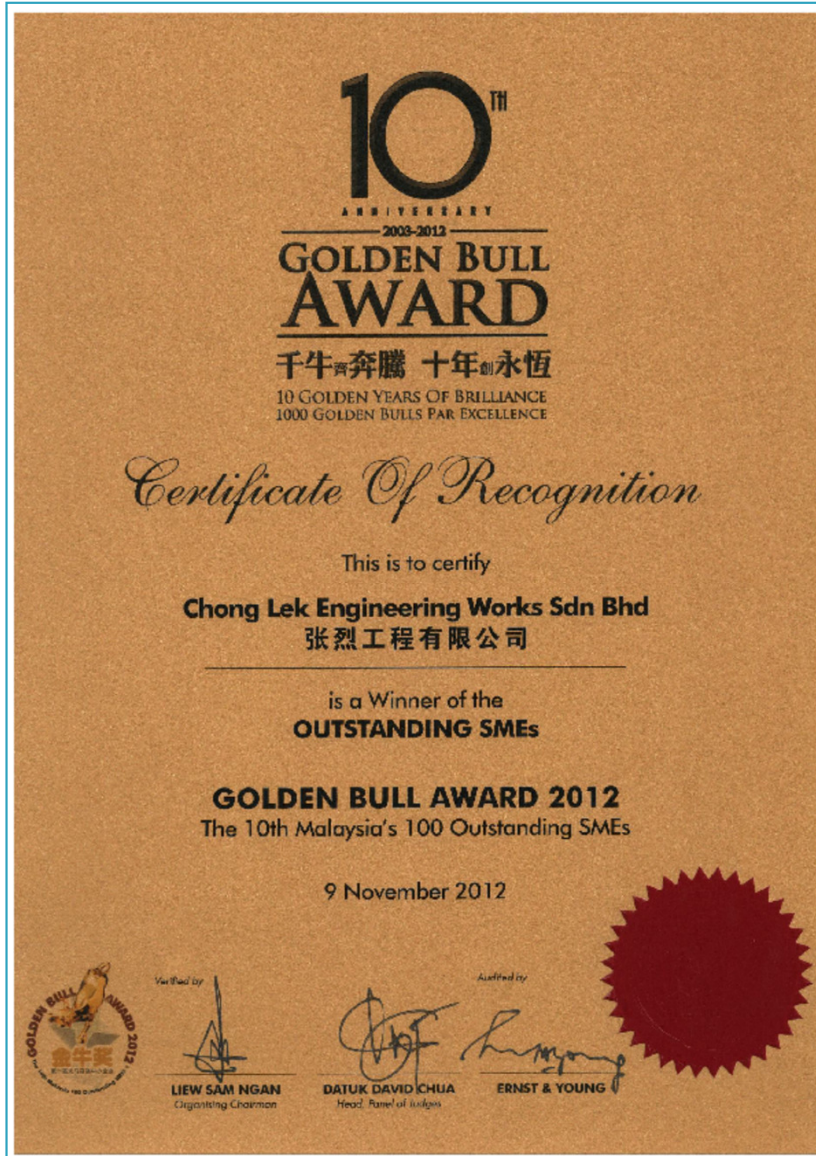 10TH
ANNIVERSARY
2003-2012
GOLDEN BULL
AWARD
千牛齊奔騰 十年創永恆
10 GOLDEN YEARS OF BRILLIANCE
1000 GOLDEN BULLS PAR EXCELLENCE
Certificate Of Recognition
This is to certify
Chong Lek Engineering Works Sdn Bhd
张烈工程有限公司
is a Winner of the
OUTSTANDING SMEs
GOLDEN BULL AWARD 2012
The 10th Malaysia's 100 Outstanding SMEs
9 November 2012
GOLDEN BULL AWARD 2012
金牛奖
Verified by
Audited by
LIEW SAM NGAN
Organising Chairman
DATUK DAVID CHUA
Head, Panel of Judges
ERNST & YOUNG